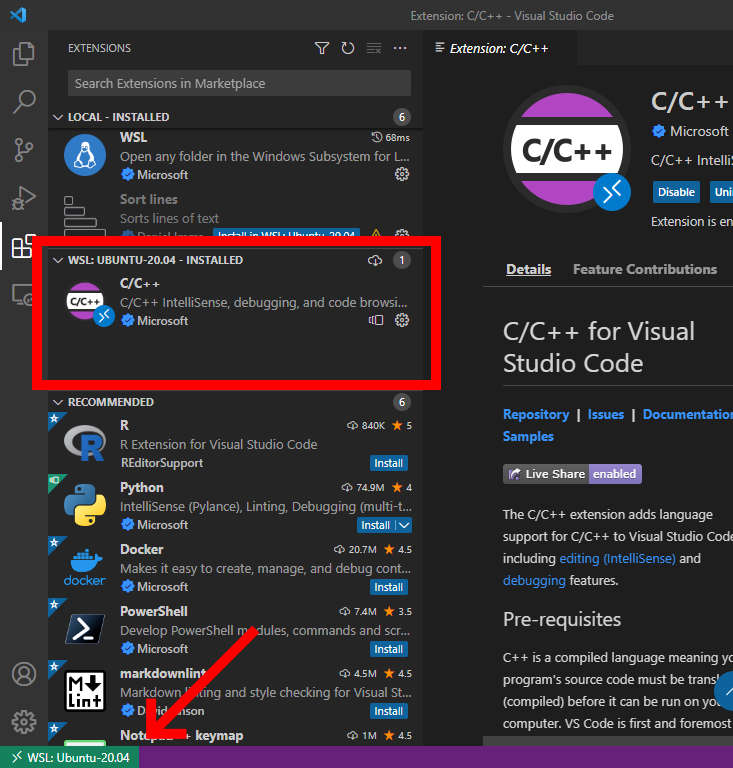 Extension: C/C++ - Visual Studio Code
EXTENSIONS
Search Extensions in Marketplace
LOCAL - INSTALLED
6
WSL
68ms
Open any folder in the Windows Subsystem for L...
Microsoft
Sort lines
Sorts lines of text
Install in WSL: Ubuntu-20.04
WSL: UBUNTU-20.04 - INSTALLED
1
C/C++
C/C++
C/C++ IntelliSense, debugging, and code browsi...
Microsoft
RECOMMENDED
6
R
840K
5
R Extension for Visual Studio Code
REditorSupport
Install
Python
74.9M
4
IntelliSense (Pylance), Linting, Debugging (multi-t...
Microsoft
Install
Docker
20.7M
4.5
docker
Makes it easy to create, manage, and debug cont...
Microsoft
Install
PowerShell
7.4M
3.5
Develop PowerShell modules, commands and scr...
Microsoft
Install
markdownlint
4.5M
4.5
M
Lint
Markdown linting and style checking for Visual St...
Install
+ keymap
1M
4.5
WSL: Ubuntu-20.04
Extension: C/C++
C/C++
C/C++
Microsoft
C/C++ IntelliS
Disable
Unin
Extension is en
Details
Feature Contributions
C/C++ for Visual
Studio Code
Repository | Issues | Documentation
Samples
Live Share enabled
The C/C++ extension adds language
support for C/C++ to Visual Studio Code
including editing (IntelliSense) and
debugging features.
Pre-requisites
C++ is a compiled language meaning yo
program's source code must be transl
(compiled) before it can be run on yo
computer. VS Code is first and foremost